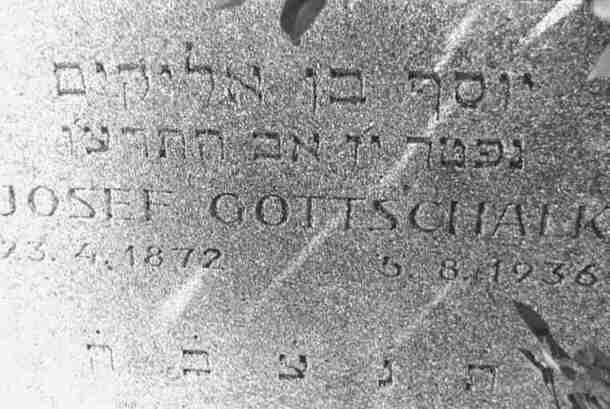 יוסף בן אליקים
נפטר יז אב התרצ״ו
JOSEF GOTTSCHALK
23.4.1872 5.8.1936
ת נ צ ב ה